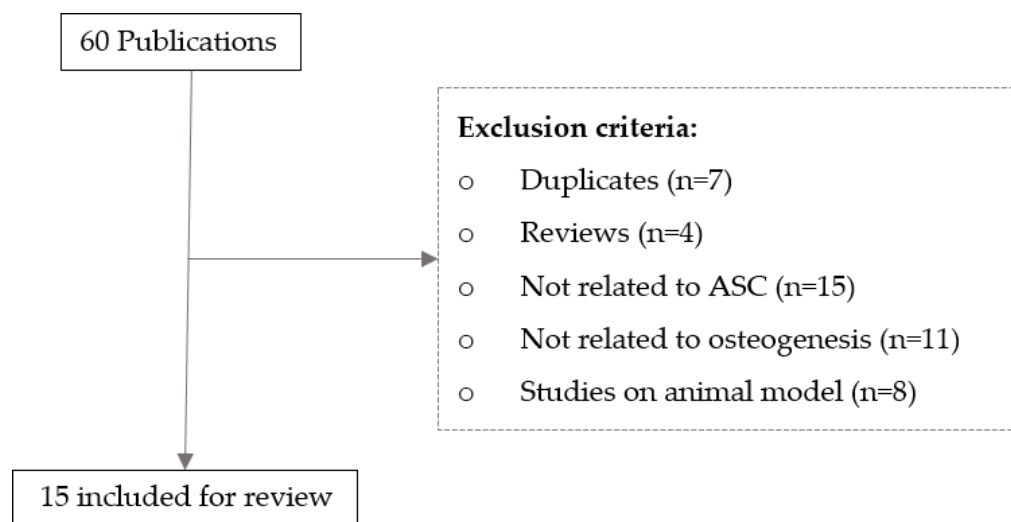 60 Publications
Exclusion criteria:
o Duplicates (n=7)
o Reviews (n=4)
o Not related to ASC (n=15)
o Not related to osteogenesis (n=11)
o Studies on animal model (n=8)
15 included for review